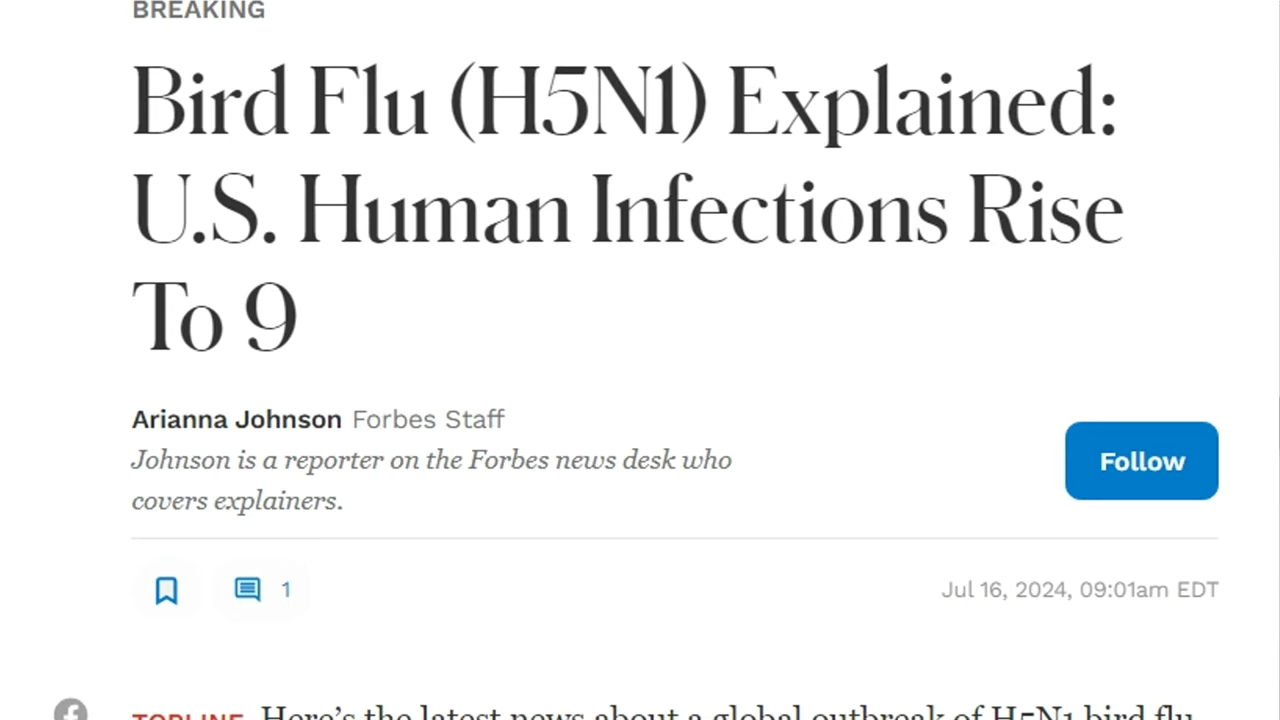 BREAKING
Bird Flu (H5N1) Explained:
U.S. Human Infections Rise
To 9
Arianna Johnson Forbes Staff
Johnson is a reporter on the Forbes news desk who
covers explainers.
Follow
1
Jul 16, 2024, 09:01am EDT
TOPLINE Here's the latest news about a global outbreak of H5N1 bird flu